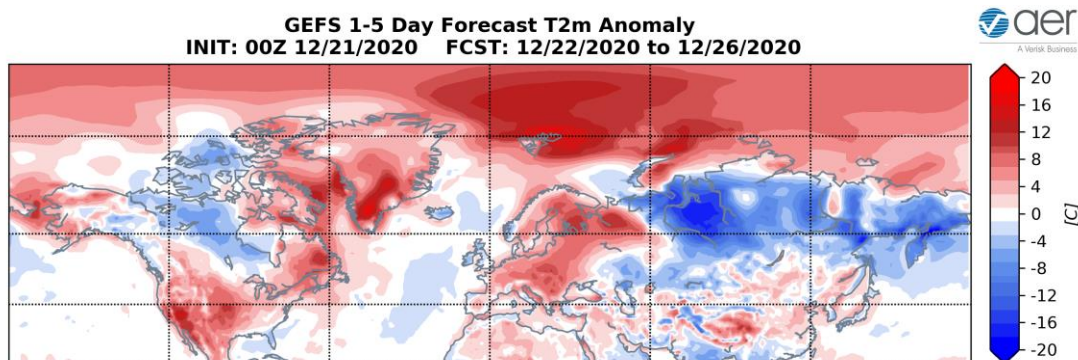 GEFS 1-5 Day Forecast T2m Anomaly
INIT: 00Z 12/21/2020 FCST: 12/22/2020 to 12/26/2020
aer
A Verisk Business
20
16
12
8
4
0
-4
-8
-12
-16
-20
[C]